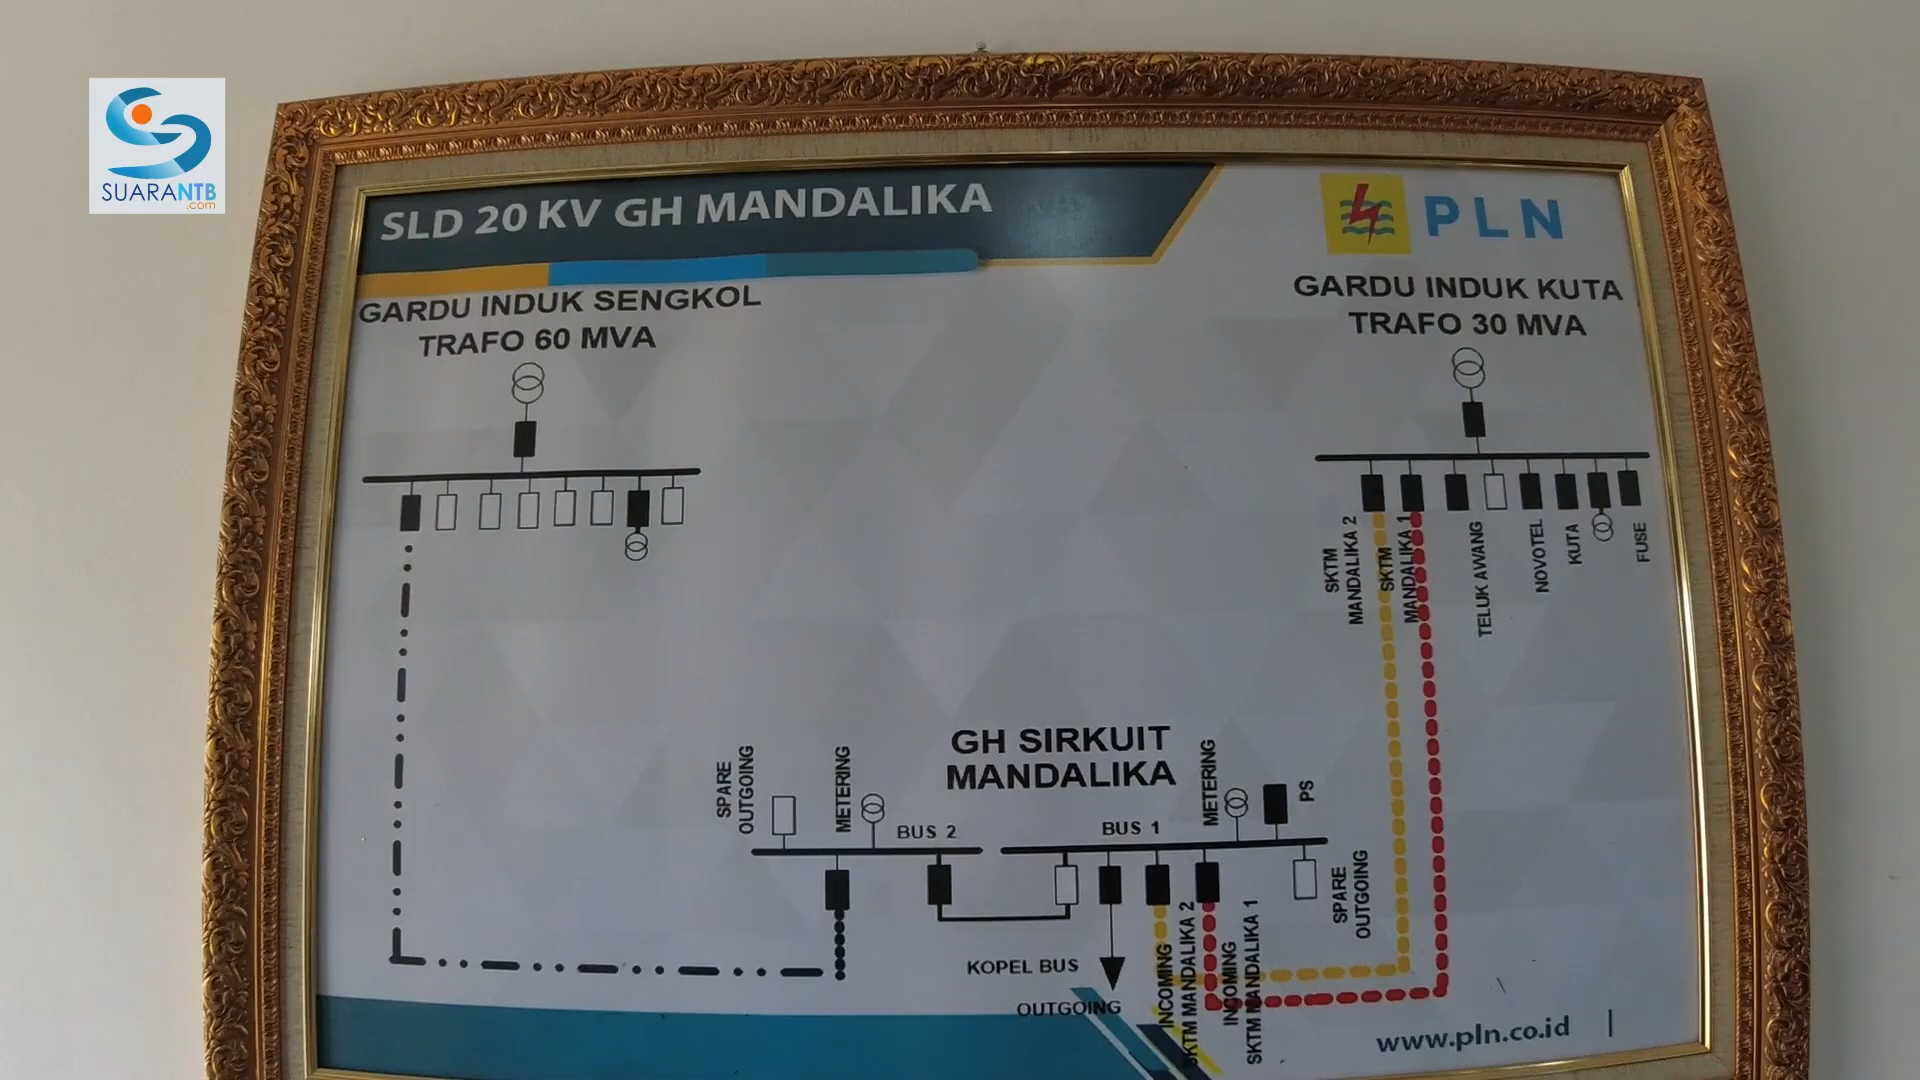 SUARANTB
.com
SLD 20 KV GH MANDALIKA
PLN
GARDU INDUK SENGKOL
TRAFO 60 MVA
GARDU INDUK KUTA
TRAFO 30 MVA
SKTM
MANDALIKA 2
SKTM
MANDALIKA 1
TELUK AWANG
NOVOTEL
KUTA
FUSE
GH SIRKUIT
MANDALIKA
SPARE
OUTGOING
METERING
BUS 2
BUS 1
METERING
PS
SPARE
OUTGOING
KOPEL BUS
OUTGOING
INCOMING
SKTM MANDALIKA 2
INCOMING
SKTM MANDALIKA 1
www.pln.co.id